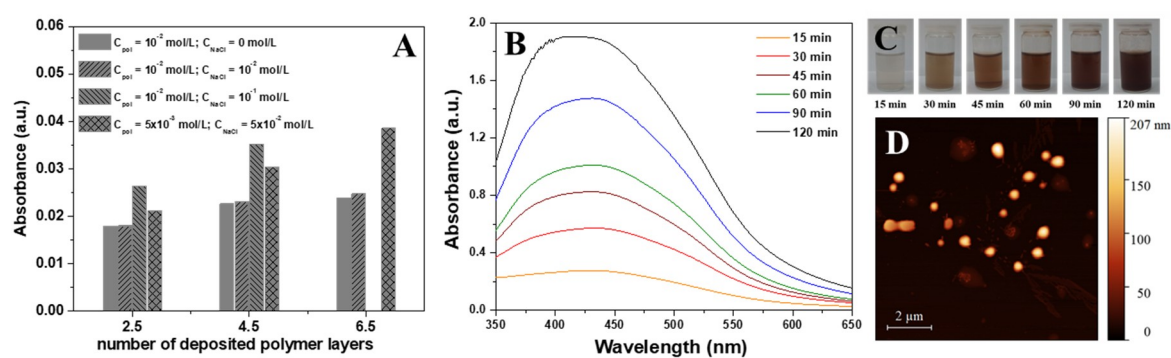 A
C_pol = 10^-2 mol/L; C_NaCl = 0 mol/L
C_pol = 10^-2 mol/L; C_NaCl = 10^-2 mol/L
C_pol = 10^-2 mol/L; C_NaCl = 10^-1 mol/L
C_pol = 5x10^-3 mol/L; C_NaCl = 5x10^-2 mol/L
Absorbance (a.u.)
0.06
0.05
0.04
0.03
0.02
0.01
0.00
2.5 4.5 6.5
number of deposited polymer layers
B
15 min
30 min
45 min
60 min
90 min
120 min
Absorbance (a.u.)
2.0
1.6
1.2
0.8
0.4
0.0
350 400 450 500 550 600 650
Wavelength (nm)
C
15 min 30 min 45 min 60 min 90 min 120 min
D
2 µm
207 nm
150
100
50
0